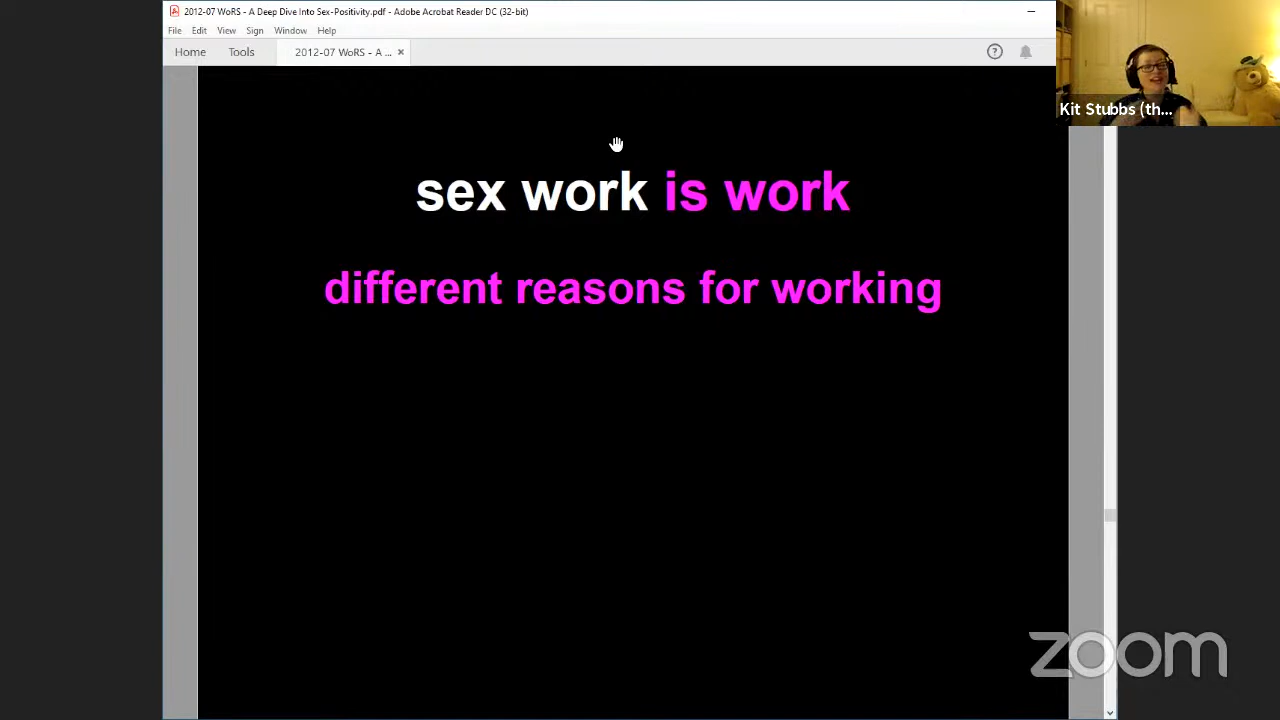 2012-07 WoRS - A Deep Dive Into Sex-Positivity.pdf - Adobe Acrobat Reader DC (32-bit)
File Edit View Sign Window Help
Home Tools 2012-07 WoRS - A ... ×
Kit Stubbs (th...
sex work is work
different reasons for working
zoom